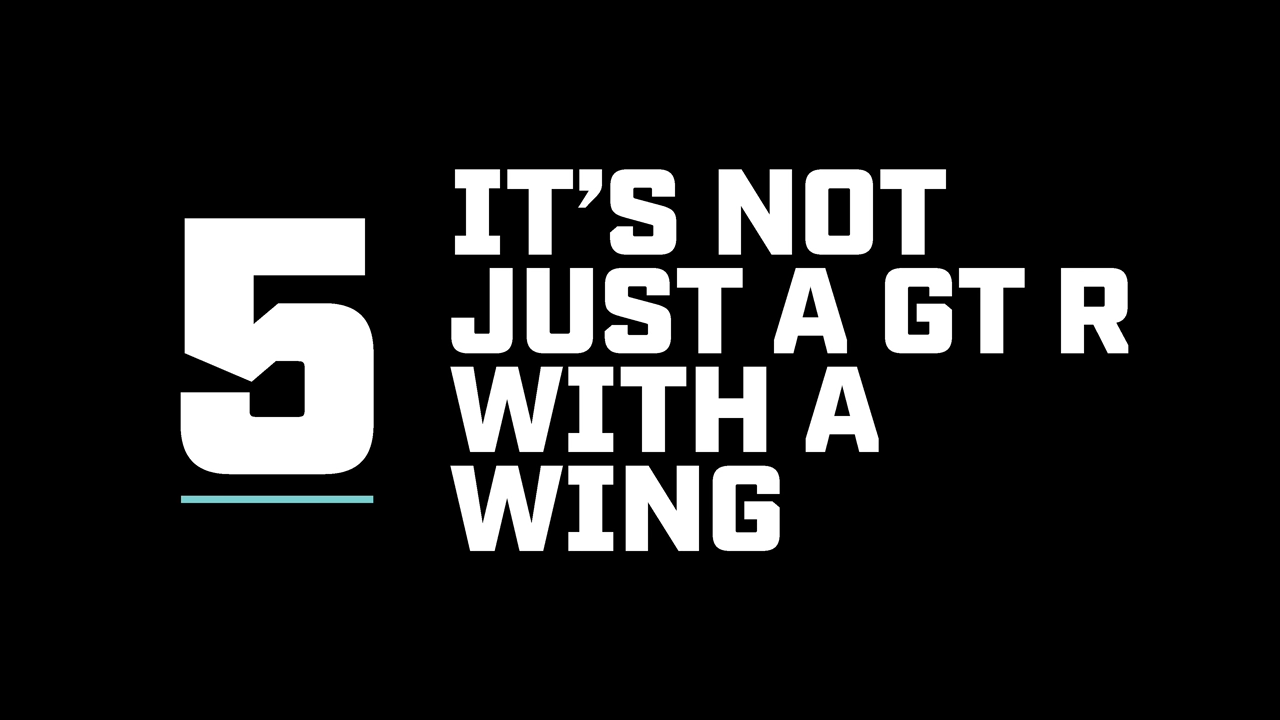 5
IT’S NOT
JUST A GT R
WITH A
WING